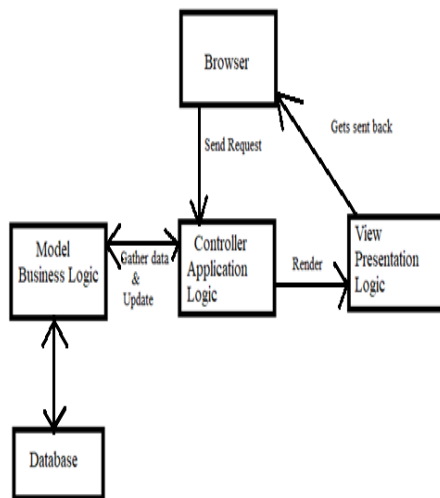 Browser
Gets sent back
Send Request
Model
Business Logic
Gather data
&
Update
Controller
Application
Logic
Render
View
Presentation
Logic
Database